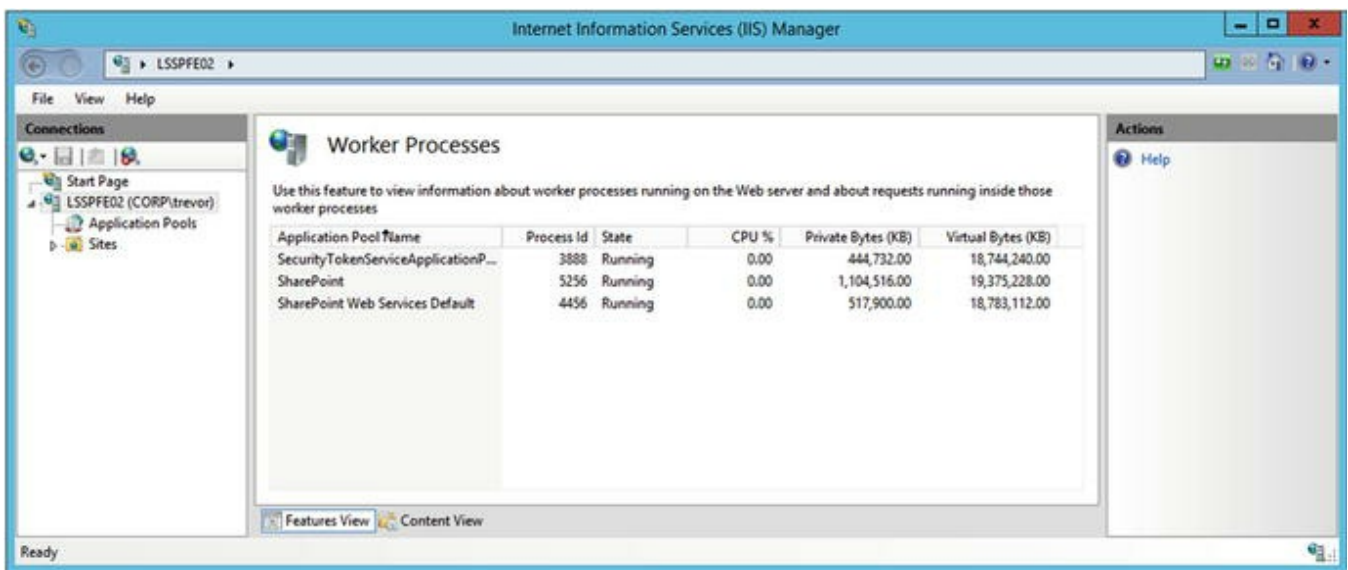 Internet Information Services (IIS) Manager
LSSPFE02
File View Help
Connections
Start Page
LSSPFE02 (CORP\trevor)
Application Pools
Sites
Worker Processes
Use this feature to view information about worker processes running on the Web server and about requests running inside those
worker processes
Application Pool Name Process Id State CPU % Private Bytes (KB) Virtual Bytes (KB)
SecurityTokenServiceApplicationP... 3888 Running 0.00 444,732.00 18,744,240.00
SharePoint 5256 Running 0.00 1,104,516.00 19,375,228.00
SharePoint Web Services Default 4456 Running 0.00 517,900.00 18,783,112.00
Features View Content View
Actions
Help
Ready